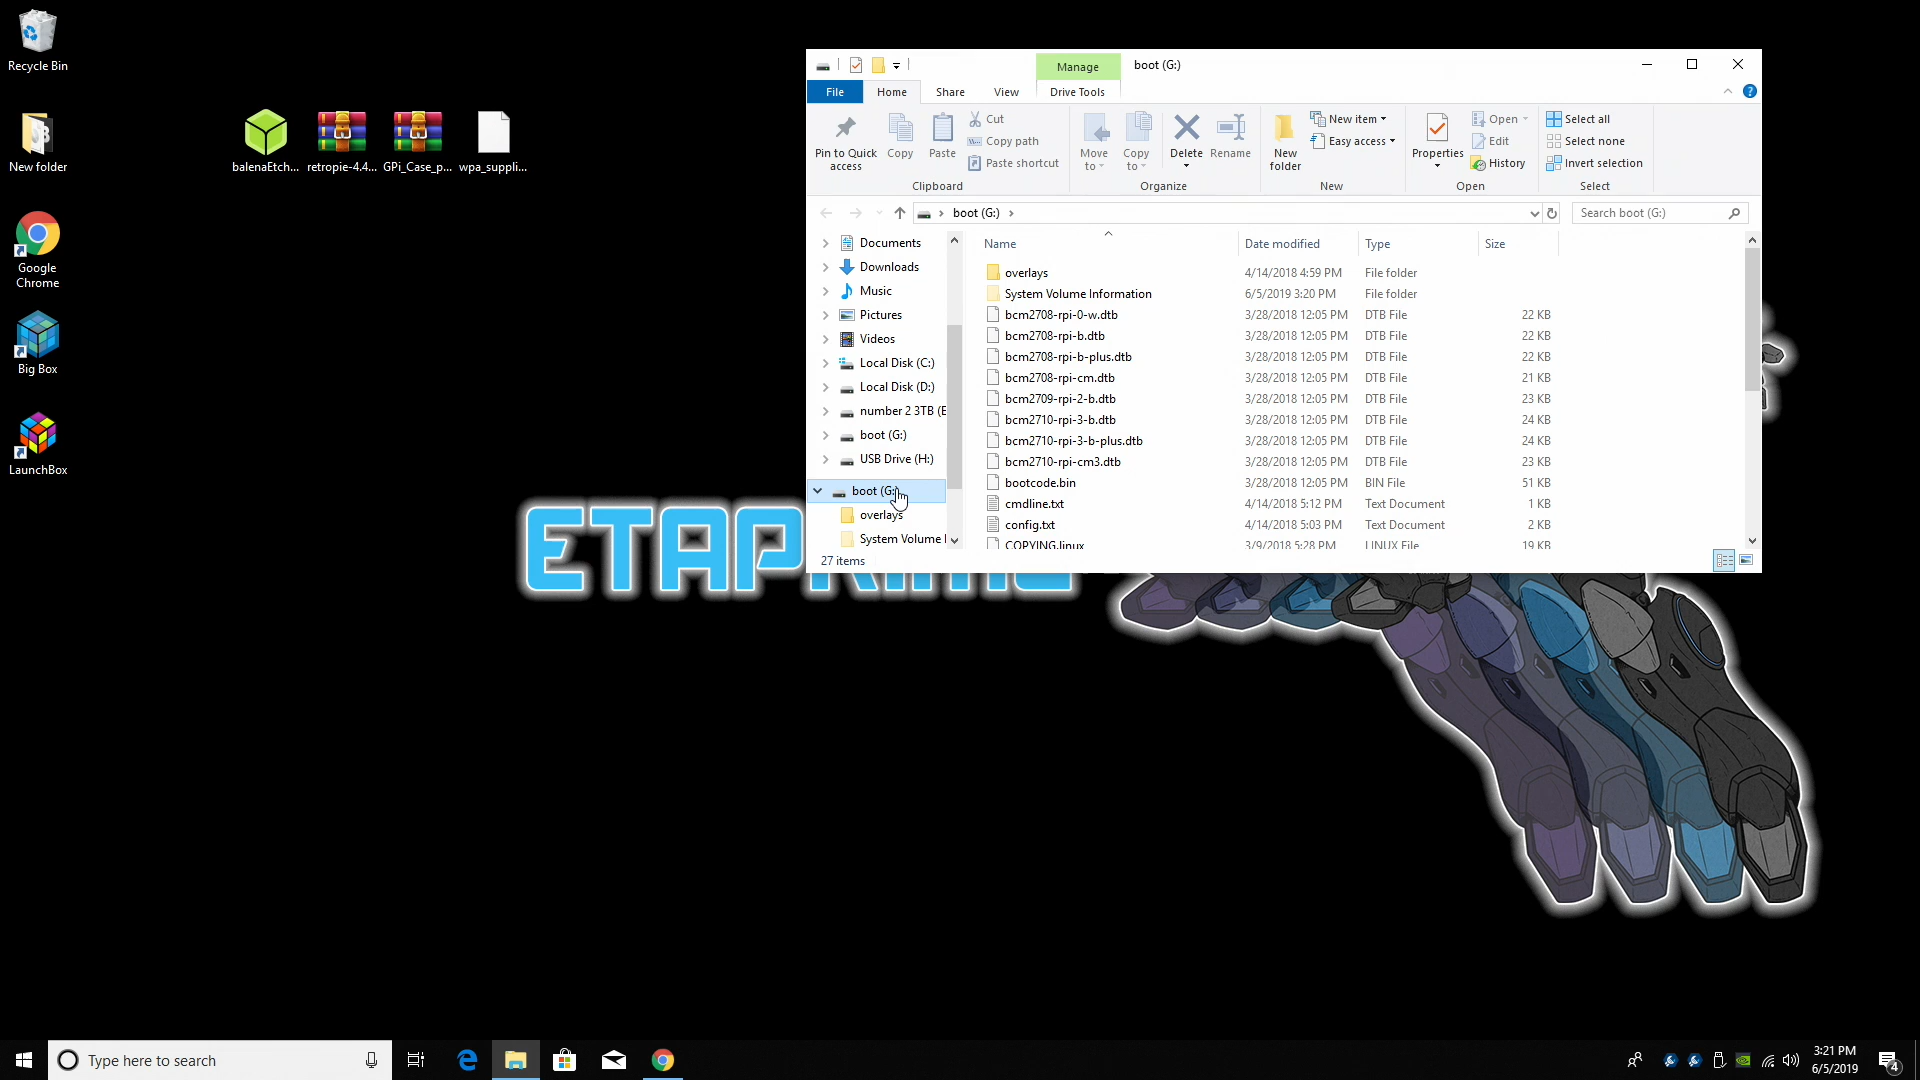 Recycle Bin
New folder
Google
Chrome
Big Box
LaunchBox
balenaEtch...
retropie-4.4...
GPi_Case_p...
wpa_suppli...
Manage
boot (G:)
File
Home
Share
View
Drive Tools
Pin to Quick
access
Copy
Paste
Cut
Copy path
Paste shortcut
Clipboard
Move
to
Copy
to
Delete
Rename
Organize
New
folder
New item
Easy access
New
Properties
Open
Edit
History
Open
Select all
Select none
Invert selection
Select
boot (G:)
Search boot (G:)
Documents
Downloads
Music
Pictures
Videos
Local Disk (C:)
Local Disk (D:)
number 2 3TB (E
boot (G:)
USB Drive (H:)
boot (G:)
overlays
System Volume I
Name Date modified Type Size
overlays 4/14/2018 4:59 PM File folder
System Volume Information 6/5/2019 3:20 PM File folder
bcm2708-rpi-0-w.dtb 3/28/2018 12:05 PM DTB File 22 KB
bcm2708-rpi-b.dtb 3/28/2018 12:05 PM DTB File 22 KB
bcm2708-rpi-b-plus.dtb 3/28/2018 12:05 PM DTB File 22 KB
bcm2708-rpi-cm.dtb 3/28/2018 12:05 PM DTB File 21 KB
bcm2709-rpi-2-b.dtb 3/28/2018 12:05 PM DTB File 23 KB
bcm2710-rpi-3-b.dtb 3/28/2018 12:05 PM DTB File 24 KB
bcm2710-rpi-3-b-plus.dtb 3/28/2018 12:05 PM DTB File 24 KB
bcm2710-rpi-cm3.dtb 3/28/2018 12:05 PM DTB File 23 KB
bootcode.bin 3/28/2018 12:05 PM BIN File 51 KB
cmdline.txt 4/14/2018 5:12 PM Text Document 1 KB
config.txt 4/14/2018 5:03 PM Text Document 2 KB
COPYING.linux 3/9/2018 5:28 PM LINUX File 19 KB
27 items
ETAPRIME
Type here to search
3:21 PM
6/5/2019
4